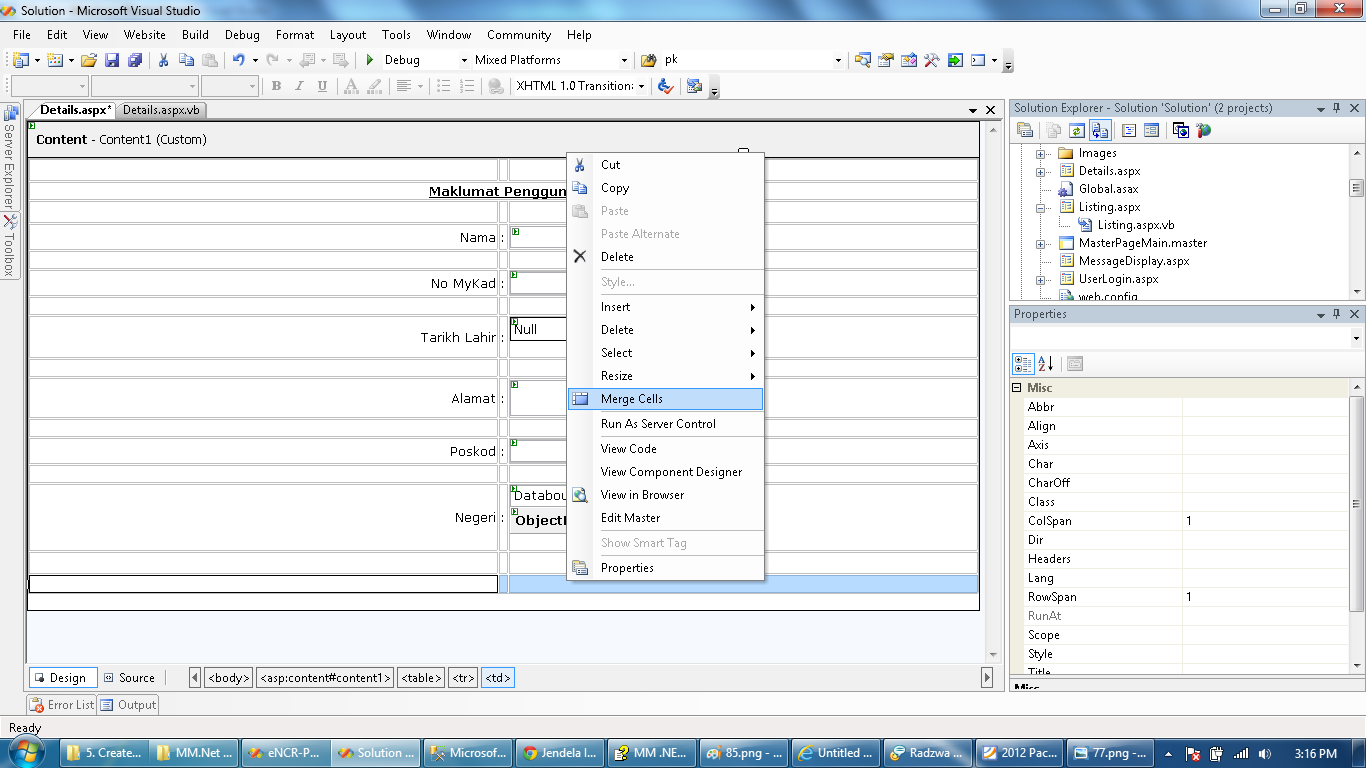 Solution - Microsoft Visual Studio
File Edit View Website Build Debug Format Layout Tools Window Community Help
Debug Mixed Platforms pk
B I U A XHTML 1.0 Transition:
Details.aspx* Details.aspx.vb
Server Explorer
Toolbox
Content - Content1 (Custom)
Maklumat Penggun
Nama :
No MyKad :
Tarikh Lahir : Null
Alamat :
Poskod :
Databou
Negeri : ObjectI
Cut
Copy
Paste
Paste Alternate
Delete
Style...
Insert
Delete
Select
Resize
Merge Cells
Run As Server Control
View Code
View Component Designer
View in Browser
Edit Master
Show Smart Tag
Properties
Design Source <body> <asp:content#content1> <table> <tr> <td>
Error List Output
Ready
Solution Explorer - Solution 'Solution' (2 projects)
Images
Details.aspx
Global.asax
Listing.aspx
Listing.aspx.vb
MasterPageMain.master
MessageDisplay.aspx
UserLogin.aspx
web.config
Properties
Misc
Abbr
Align
Axis
Char
CharOff
Class
ColSpan 1
Dir
Headers
Lang
RowSpan 1
RunAt
Scope
Style
Title
Misc
5. Create... MM.Net ... eNCR-P... Solution ... Microsof... Jendela I... MM .NE... 85.png - ... Untitled ... Radzwa ... 2012 Pac... 77.png - ... 3:16 PM